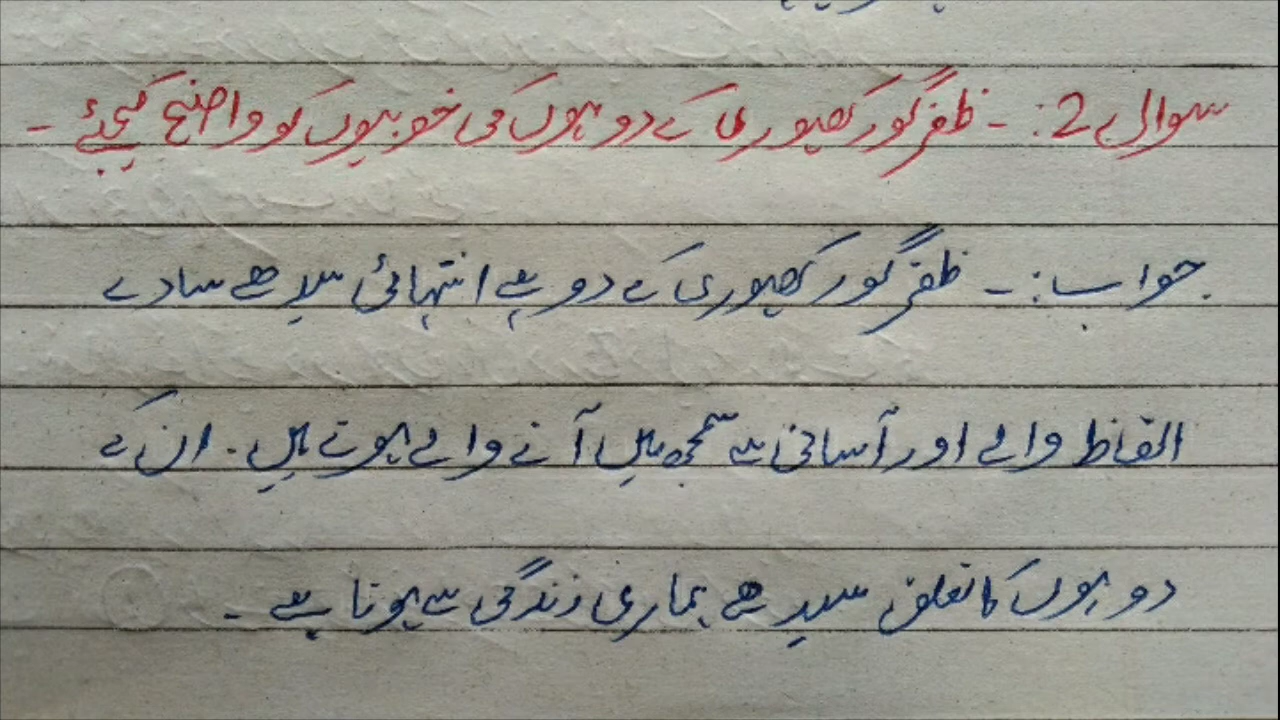 سوال 2:۔ ظفر گورکھپوری کے دوہوں کی خوبیوں کو واضح کیجئے ۔
جواب:۔ ظفر گورکھپوری کے دوہے انتہائی سیدھے سادے
الفاظ والے اور آسانی سے سمجھ میں آنے والے ہوتے ہیں۔ ان کے
دوہوں کا تعلق سیدھے ہماری زندگی سے ہوتا ہے ۔